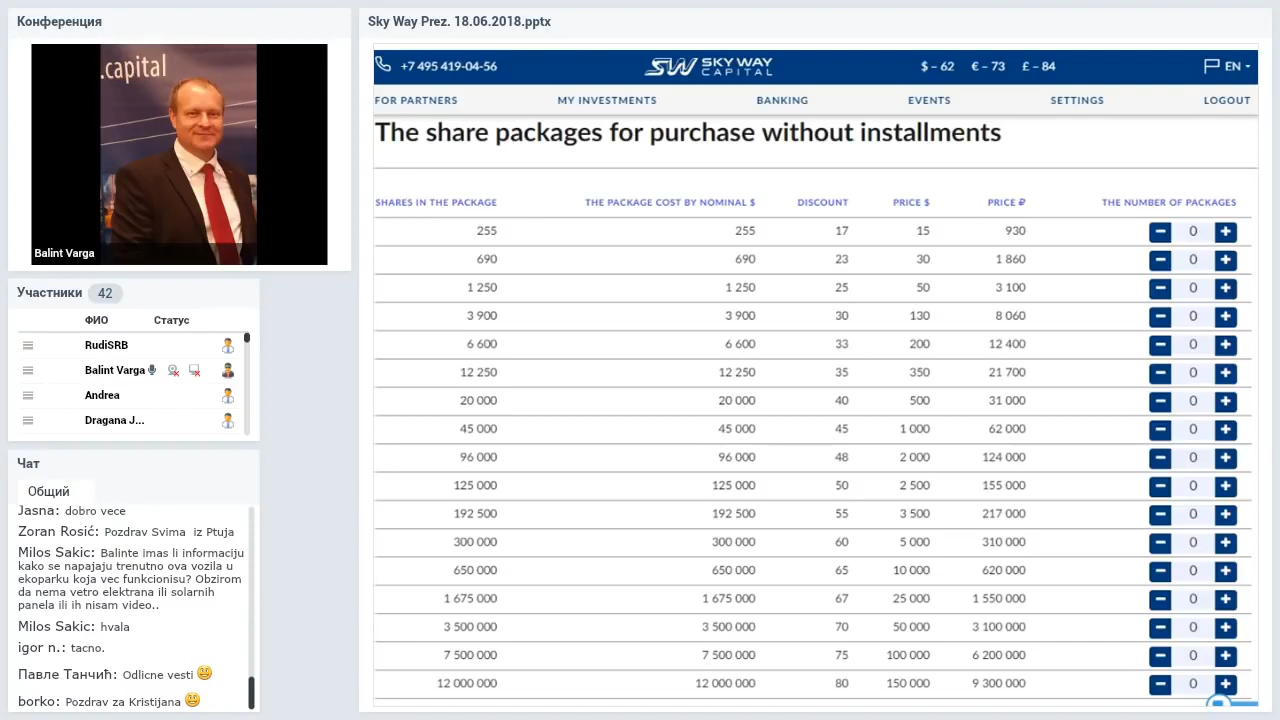 Конференция
.capital
Balint Varga
Участники 42
ФИО Статус
RudiSRB
Balint Varga
Andrea
Dragana J...
Чат
Общий
Jasna: dobro vece
Zoran Rosić: Pozdrav Svima iz Ptuja
Milos Sakic: Balinte imas li informaciju
kako se napajaju trenutno ova vozila u
ekoparku koja vec funkcionisu? Obzirom
da nema vetro elektrana ili solarnih
panela ili ih nisam video..
Milos Sakic: hvala
igor n.: tacno.
Павле Танчић: Odlicne vesti
borko: Pozdrav za Kristijana
Sky Way Prez. 18.06.2018.pptx
+7 495 419-04-56 SW SKY WAY CAPITAL $ – 62 € – 73 £ – 84 EN
FOR PARTNERS MY INVESTMENTS BANKING EVENTS SETTINGS LOGOUT
The share packages for purchase without installments
SHARES IN THE PACKAGE THE PACKAGE COST BY NOMINAL $ DISCOUNT PRICE $ PRICE ₽ THE NUMBER OF PACKAGES
255 255 17 15 930 − 0 +
690 690 23 30 1 860 − 0 +
1 250 1 250 25 50 3 100 − 0 +
3 900 3 900 30 130 8 060 − 0 +
6 600 6 600 33 200 12 400 − 0 +
12 250 12 250 35 350 21 700 − 0 +
20 000 20 000 40 500 31 000 − 0 +
45 000 45 000 45 1 000 62 000 − 0 +
96 000 96 000 48 2 000 124 000 − 0 +
125 000 125 000 50 2 500 155 000 − 0 +
192 500 192 500 55 3 500 217 000 − 0 +
300 000 300 000 60 5 000 310 000 − 0 +
650 000 650 000 65 10 000 620 000 − 0 +
1 675 000 1 675 000 67 25 000 1 550 000 − 0 +
3 500 000 3 500 000 70 50 000 3 100 000 − 0 +
7 500 000 7 500 000 75 100 000 6 200 000 − 0 +
12 000 000 12 000 000 80 150 000 9 300 000 − 0 +